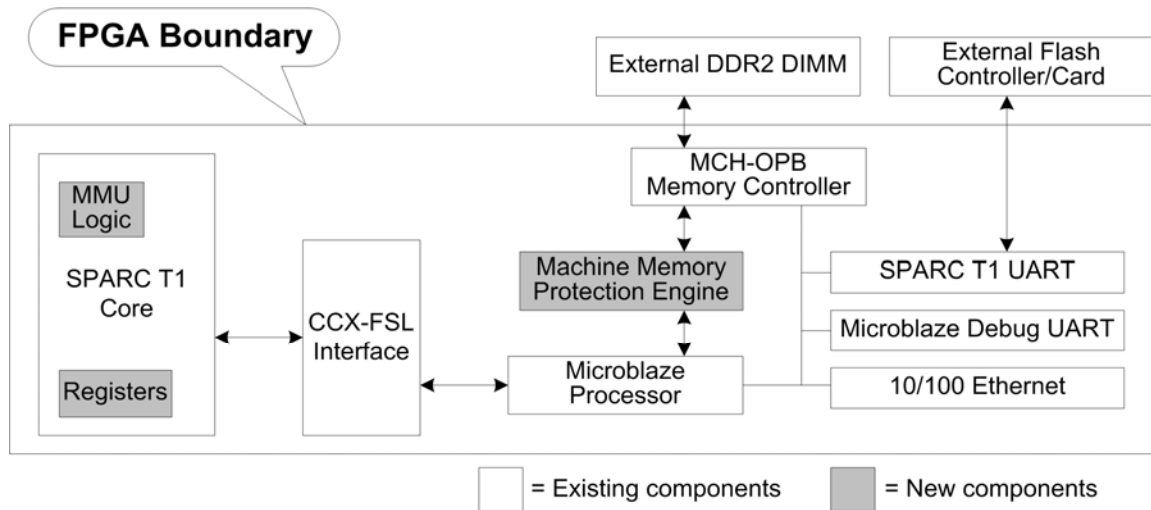 FPGA Boundary
External DDR2 DIMM
External Flash
Controller/Card
MCH-OPB
Memory Controller
MMU
Logic
SPARC T1
Core
Registers
CCX-FSL
Interface
Machine Memory
Protection Engine
Microblaze
Processor
SPARC T1 UART
Microblaze Debug UART
10/100 Ethernet
= Existing components
= New components